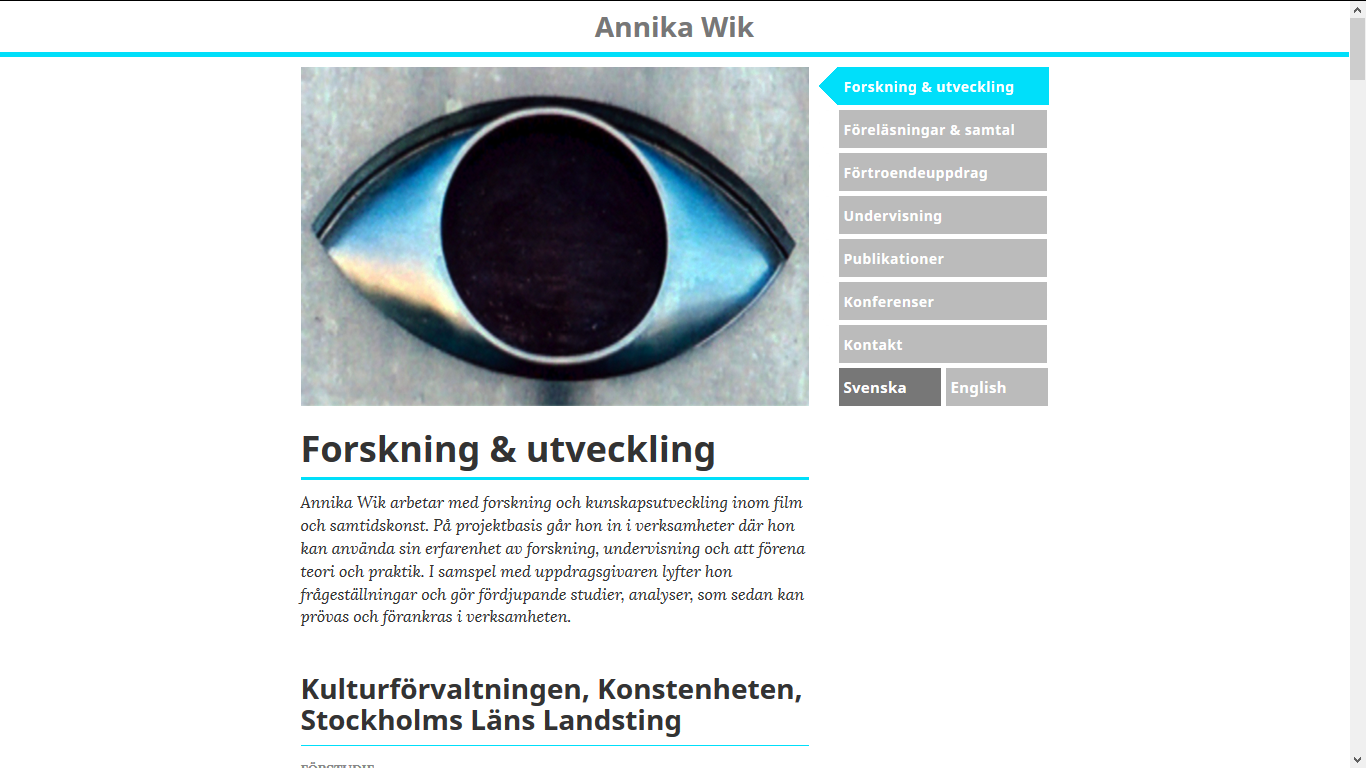 Annika Wik
Forskning & utveckling
Föreläsningar & samtal
Förtroendeuppdrag
Undervisning
Publikationer
Konferenser
Kontakt
Svenska
English
Forskning & utveckling
Annika Wik arbetar med forskning och kunskapsutveckling inom film
och samtidskonst. På projektbasis går hon in i verksamheter där hon
kan använda sin erfarenhet av forskning, undervisning och att förena
teori och praktik. I samspel med uppdragsgivaren lyfter hon
frågeställningar och gör fördjupande studier, analyser, som sedan kan
prövas och förankras i verksamheten.
Kulturförvaltningen, Konstenheten,
Stockholms Läns Landsting
FÖRSTUDIE